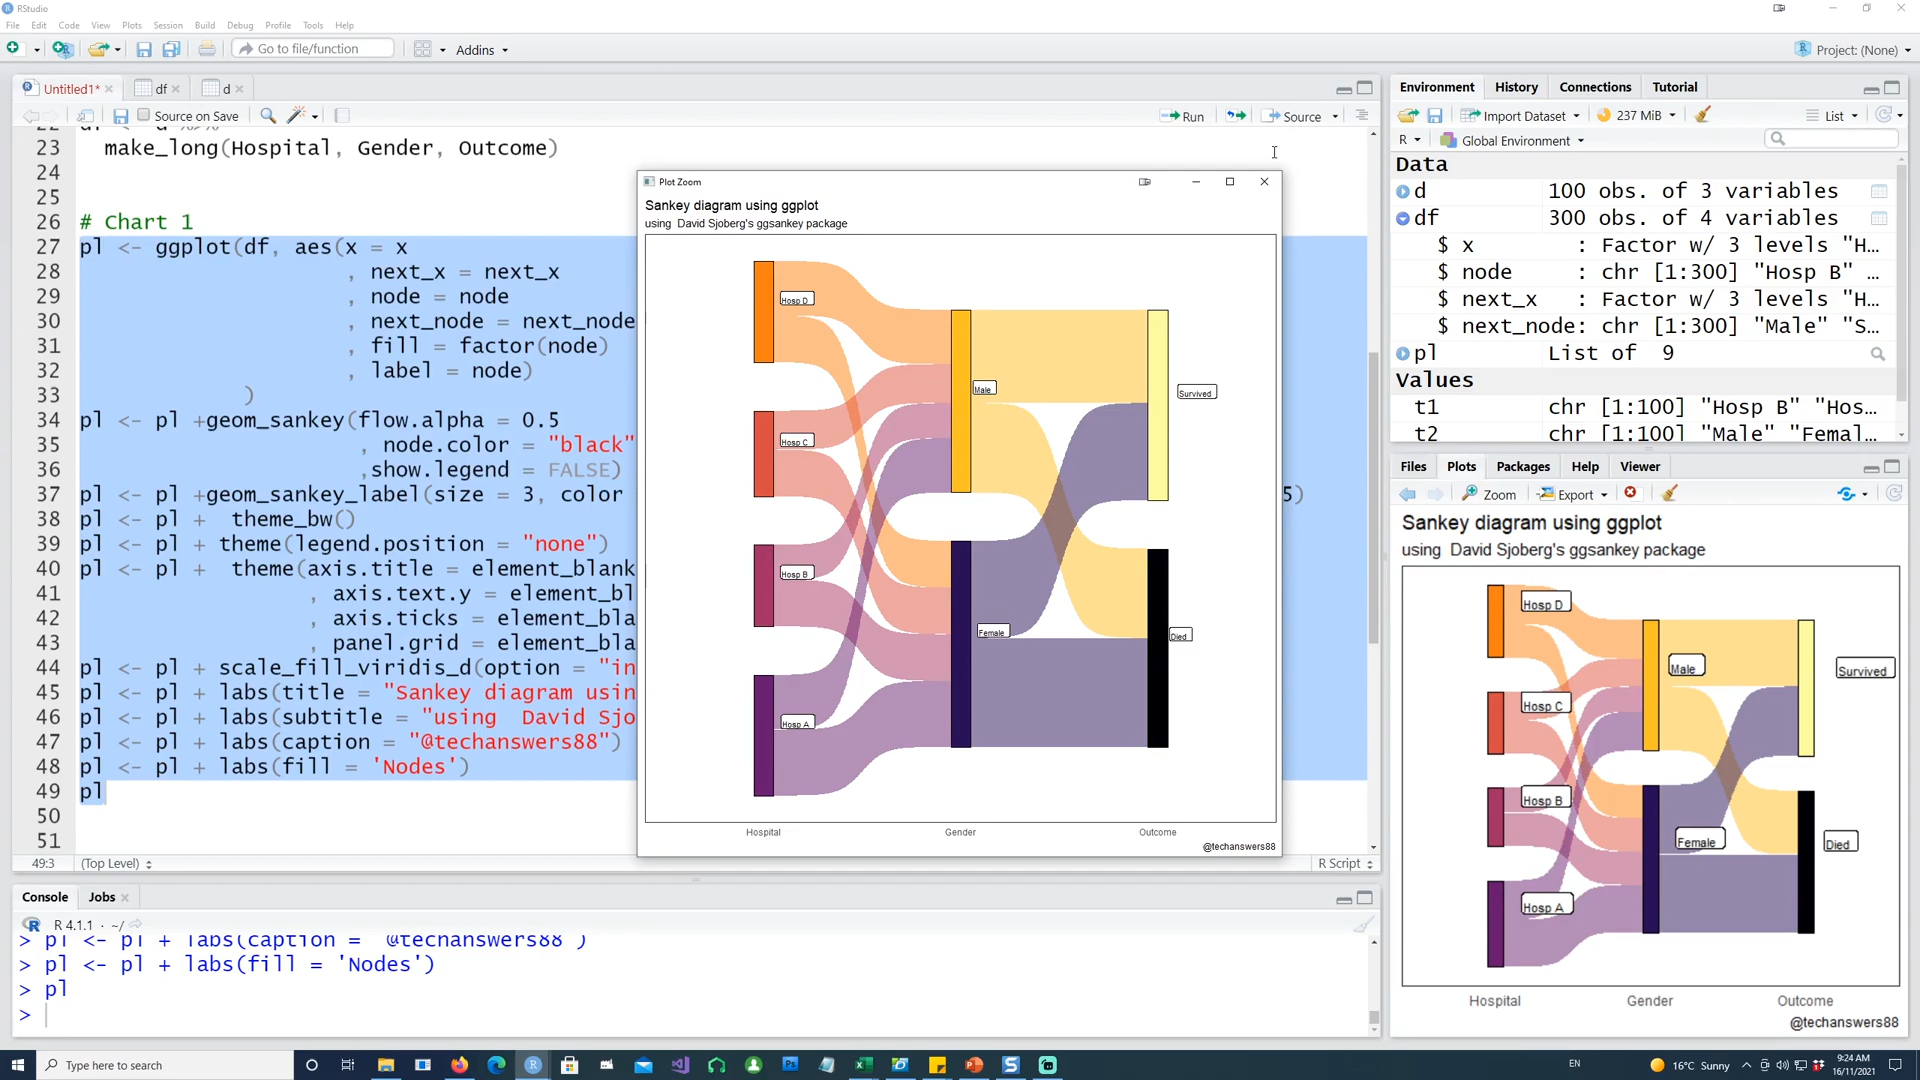 RStudio
File Edit Code View Plots Session Build Debug Profile Tools Help
Go to file/function Addins Project: (None)
Untitled1* df d
Source on Save Run Source
22 df <- d %>%
23 make_long(Hospital, Gender, Outcome)
24
25
26 # Chart 1
27 pl <- ggplot(df, aes(x = x
28 , next_x = next_x
29 , node = node
30 , next_node = next_node
31 , fill = factor(node)
32 , label = node)
33 )
34 pl <- pl +geom_sankey(flow.alpha = 0.5
35 , node.color = "black"
36 ,show.legend = FALSE)
37 pl <- pl +geom_sankey_label(size = 3, color 5)
38 pl <- pl + theme_bw()
39 pl <- pl + theme(legend.position = "none")
40 pl <- pl + theme(axis.title = element_blank
41 , axis.text.y = element_bl
42 , axis.ticks = element_bla
43 , panel.grid = element_bla
44 pl <- pl + scale_fill_viridis_d(option = "in
45 pl <- pl + labs(title = "Sankey diagram usin
46 pl <- pl + labs(subtitle = "using David Sjo
47 pl <- pl + labs(caption = "@techanswers88")
48 pl <- pl + labs(fill = 'Nodes')
49 pl
50
51
49:3 (Top Level) R Script
Plot Zoom
Sankey diagram using ggplot
using David Sjoberg's ggsankey package
Hosp D
Male
Survived
Hosp C
Hosp B
Female
Died
Hosp A
Hospital Gender Outcome
@techanswers88
Console Jobs
R 4.1.1 · ~/
> pl <- pl + labs(caption = "@techanswers88")
> pl <- pl + labs(fill = 'Nodes')
> pl
>
Environment History Connections Tutorial
Import Dataset 237 MiB List
R Global Environment
Data
d 100 obs. of 3 variables
df 300 obs. of 4 variables
$ x : Factor w/ 3 levels "H…
$ node : chr [1:300] "Hosp B" …
$ next_x : Factor w/ 3 levels "H…
$ next_node: chr [1:300] "Male" "S…
pl List of 9
Values
t1 chr [1:100] "Hosp B" "Hos…
t2 chr [1:100] "Male" "Femal…
Files Plots Packages Help Viewer
Zoom Export
Sankey diagram using ggplot
using David Sjoberg's ggsankey package
Hosp D
Male
Survived
Hosp C
Hosp B
Female
Died
Hosp A
Hospital Gender Outcome
@techanswers88
Type here to search EN 16°C Sunny 9:24 AM
16/11/2021